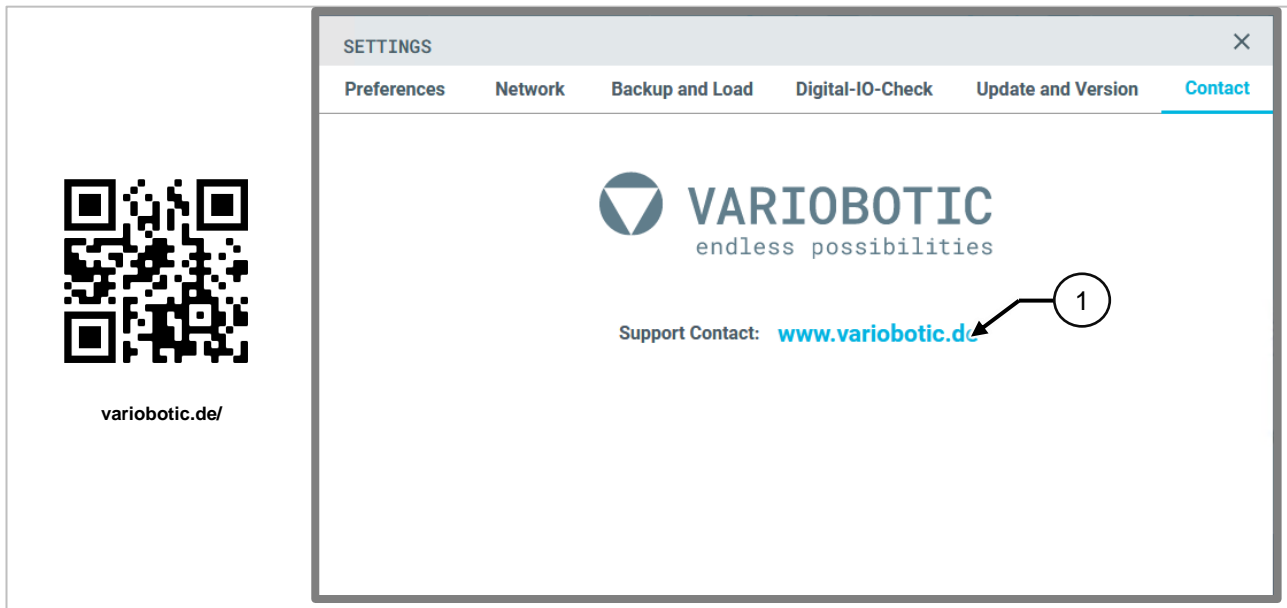 SETTINGS
Preferences Network Backup and Load Digital-IO-Check Update and Version Contact
VARIOBOTIC
endless possibilities
1
Support Contact: www.variobotic.de
variobotic.de/